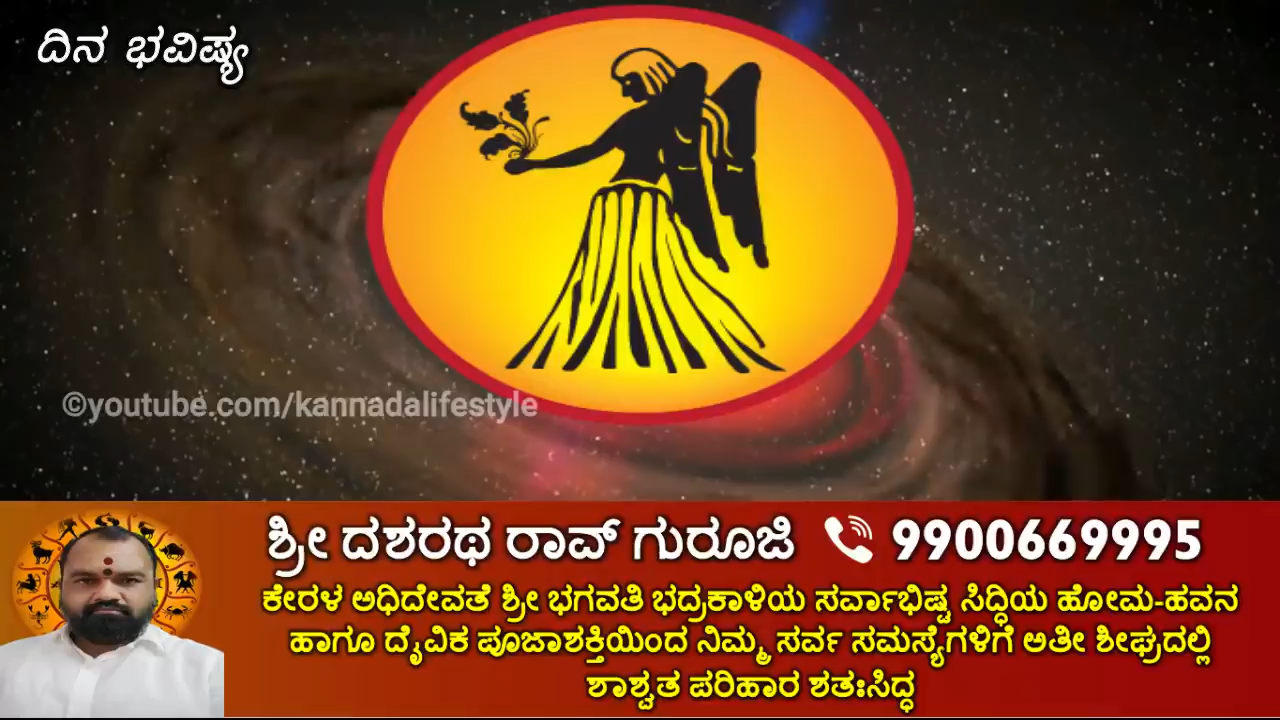 ದಿನ ಭವಿಷ್ಯ
©youtube.com/kannadalifestyle
ಶ್ರೀ ದಶರಥ ರಾವ್ ಗುರೂಜಿ 9900669995
ಕೇರಳ ಅಧಿದೇವತೆ ಶ್ರೀ ಭಗವತಿ ಭದ್ರಕಾಳಿಯ ಸರ್ವಾಭಿಷ್ಟ ಸಿದ್ಧಿಯ ಹೋಮ-ಹವನ
ಹಾಗೂ ದೈವಿಕ ಪೂಜಾಶಕ್ತಿಯಿಂದ ನಿಮ್ಮ ಸರ್ವ ಸಮಸ್ಯೆಗಳಿಗೆ ಅತೀ ಶೀಘ್ರದಲ್ಲಿ
ಶಾಶ್ವತ ಪರಿಹಾರ ಶತಃಸಿದ್ಧ